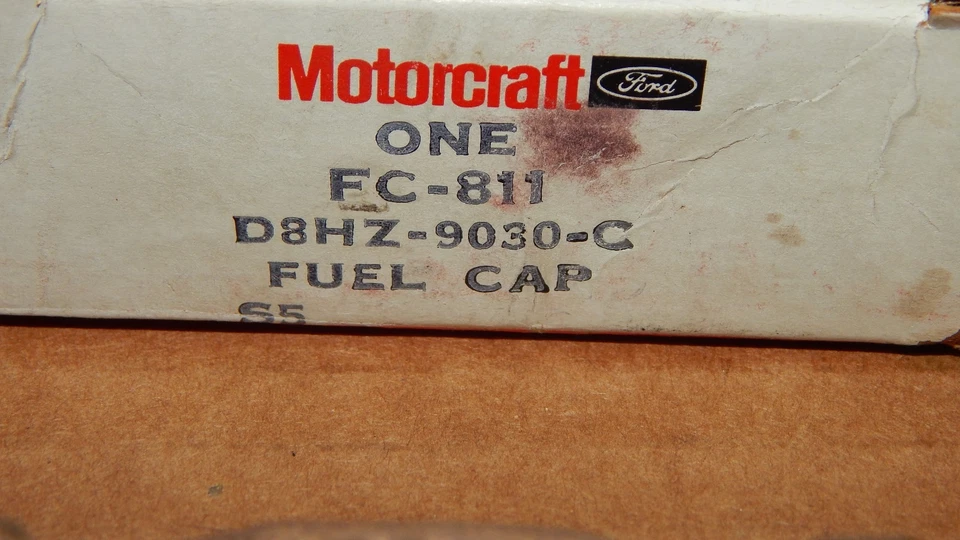 Motorcraft Ford
ONE
FC-811
D8HZ-9030-C
FUEL CAP
S5